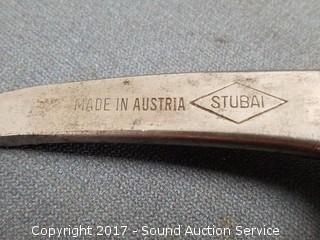 MADE IN AUSTRIA STUBAI
Copyright 2017 - Sound Auction Service